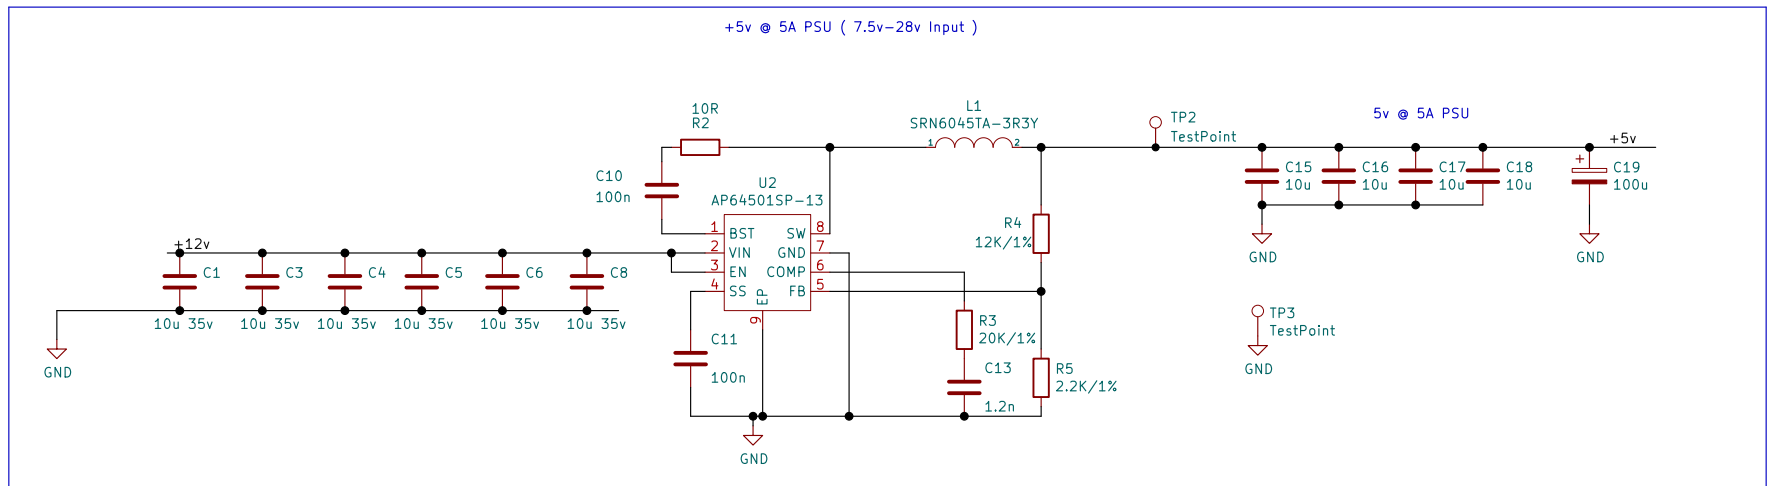 +5v @ 5A PSU ( 7.5v-28v Input )
10R
R2
L1
SRN6045TA-3R3Y
1
2
TP2
TestPoint
5v @ 5A PSU
+5v
C10
100n
U2
AP64501SP-13
C15
10u
C16
10u
C17
10u
C18
10u
+
C19
100u
1 BST
SW 8
2 VIN
GND 7
3 EN
COMP 6
4 SS
FB 5
EP
9
R4
12K/1%
GND
GND
+12v
C1
C3
C4
C5
C6
C8
10u 35v
10u 35v
10u 35v
10u 35v
10u 35v
10u 35v
GND
C11
100n
R3
20K/1%
C13
1.2n
R5
2.2K/1%
TP3
TestPoint
GND
GND